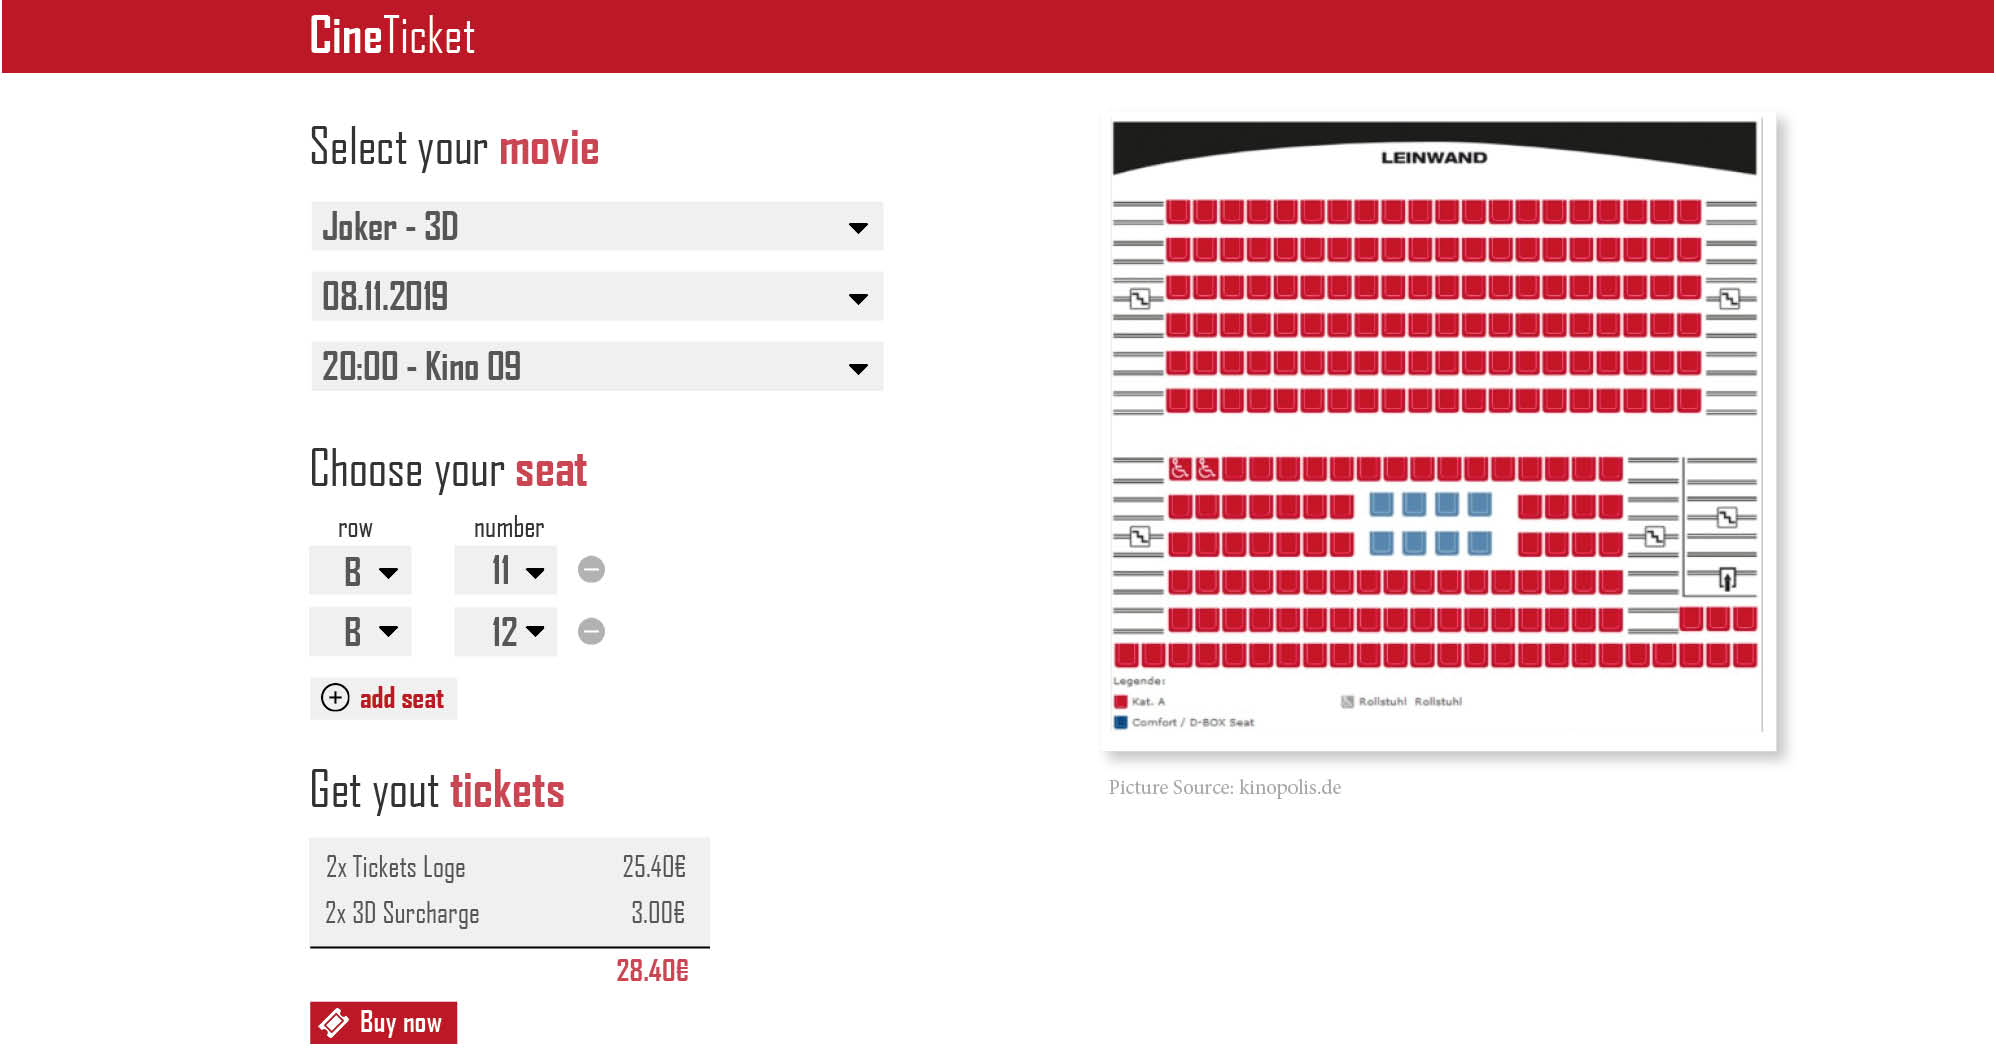 CineTicket
Select your movie
Joker - 3D
08.11.2019
20:00 - Kino 09
Choose your seat
row number
B 11
B 12
add seat
Get yout tickets
2x Tickets Loge 25.40€
2x 3D Surcharge 3.00€
28.40€
Buy now
LEINWAND
Legende:
Kat. A
Rollstuhl Rollstuhl
Comfort / D-BOX Seat
Picture Source: kinopolis.de